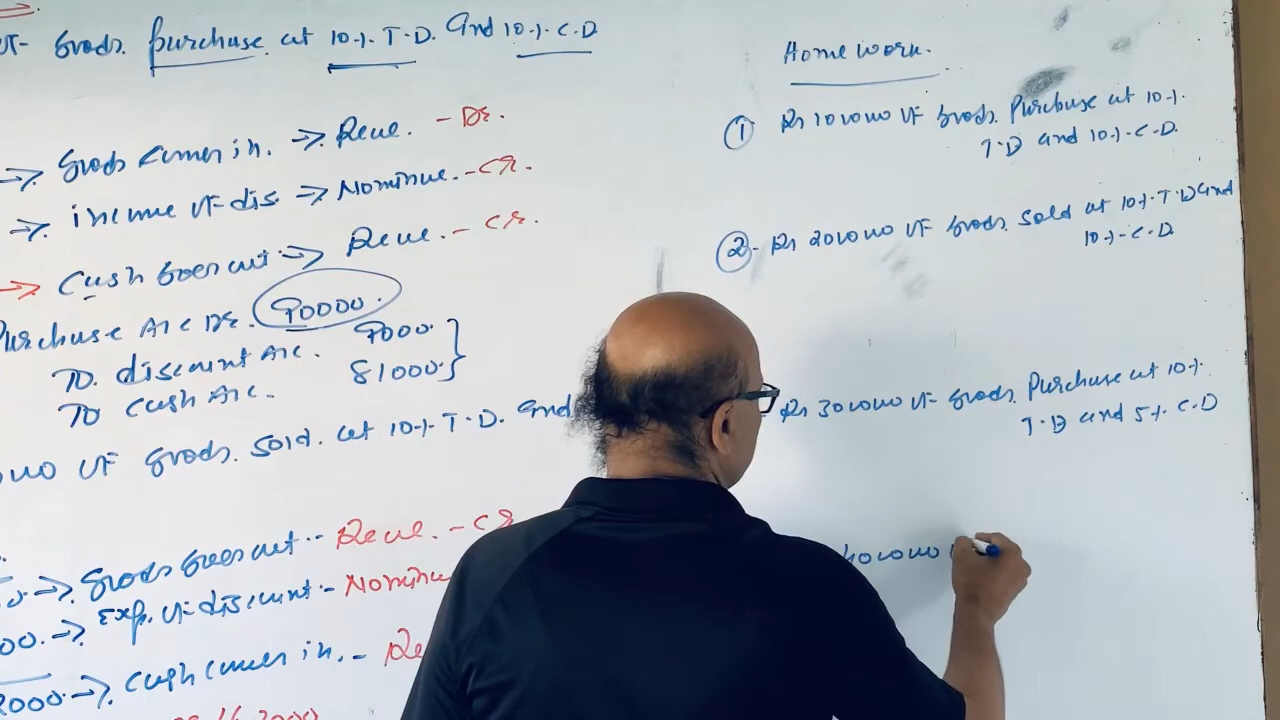 of Goods. Purchase at 10%. T.D. and 10%. C.D
→ Goods comes in. → Real. - Dr.
→ income of dis → Nominal. - Cr.
→ Cash Goes out → Real. - Cr.
Purchase A/c Dr. 90000.
To. discount A/c. 9000.
To Cash A/c. 81000.
of Goods. Sold. at 10%. T.D. and
→ Goods Goes out - Real. - Cr
00. → Exp. of discount - Nominal
2000. → Cash comes in. -
Home work.
① Rs 100000 of Goods. Purchase at 10%.
T.D and 10%. C.D.
② - Rs 200000 of Goods. Sold at 10%. T.D and
10%. C.D
Rs 300000 of Goods. Purchase at 10%.
T.D and 5%. C.D
400000